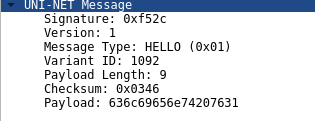 UNI-NET Message
Signature: 0xf52c
Version: 1
Message Type: HELLO (0x01)
Variant ID: 1092
Payload Length: 9
Checksum: 0x0346
Payload: 636c69656e74207631